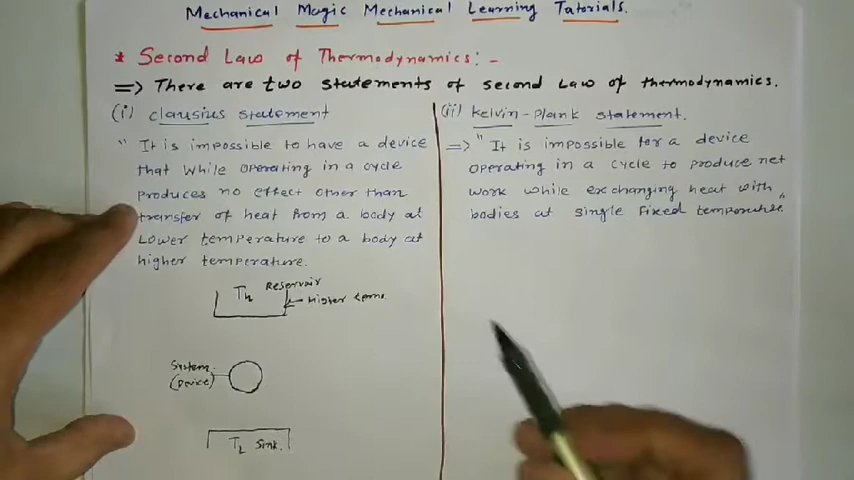 Mechanical Magic Mechanical Learning Tutorials.
* Second Law of Thermodynamics: -
=> There are two statements of second Law of thermodynamics.
(i) clausius statement
" It is impossible to have a device
that while operating in a cycle
produces no effect other than
transfer of heat from a body at
Lower temperature to a body at
higher temperature.
Th Reservoir
Higher temp.
System
(Device)
TL Sink.
(ii) Kelvin-Plank statement.
=> " It is impossible for a device
operating in a cycle to produce net
work while exchanging heat with
bodies at single fixed temperature."